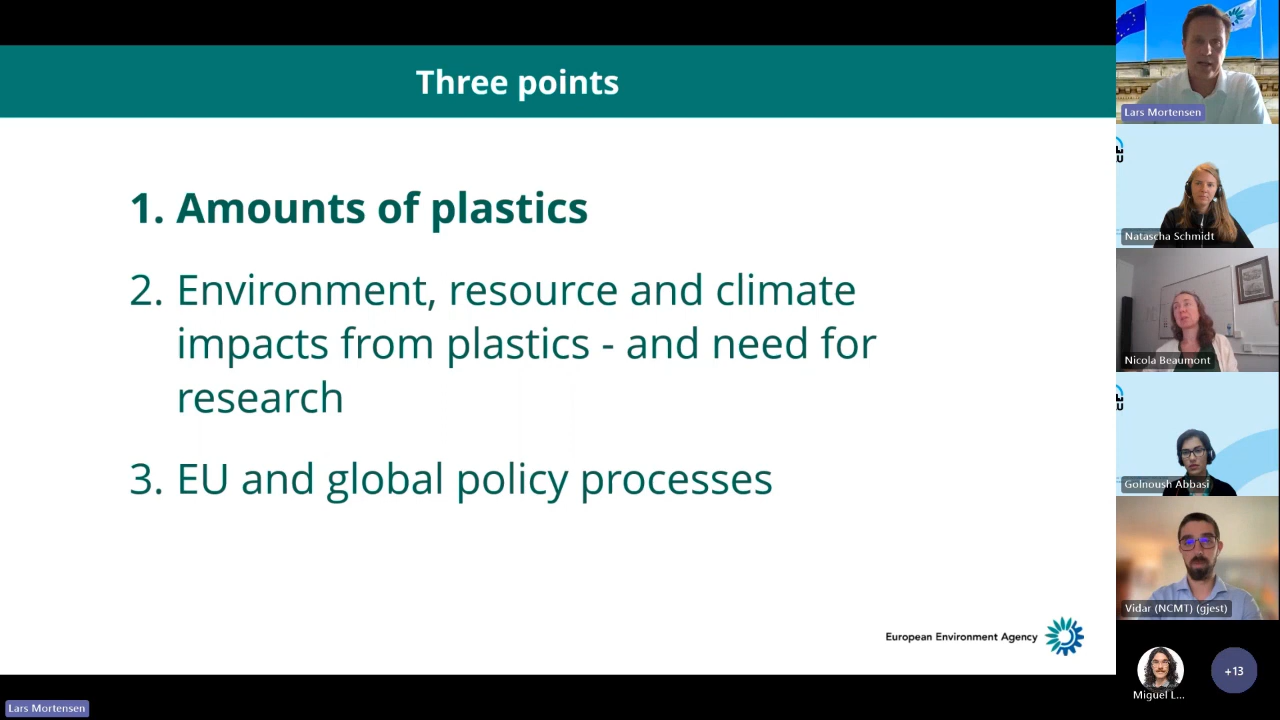 Three points
1. Amounts of plastics
2. Environment, resource and climate
impacts from plastics - and need for
research
3. EU and global policy processes
European Environment Agency
Lars Mortensen
Lars Mortensen
Natascha Schmidt
Nicola Beaumont
Golnoush Abbasi
Vidar (NCMT) (gjest)
Miguel L...
+13